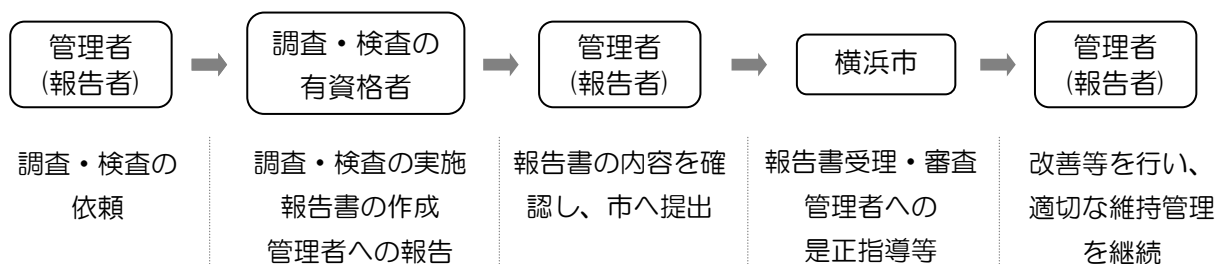 管理者
(報告者)
調査・検査の
有資格者
管理者
(報告者)
横浜市
管理者
(報告者)
調査・検査の
依頼
調査・検査の実施
報告書の作成
管理者への報告
報告書の内容を確
認し、市へ提出
報告書受理・審査
管理者への
是正指導等
改善等を行い、
適切な維持管理
を継続